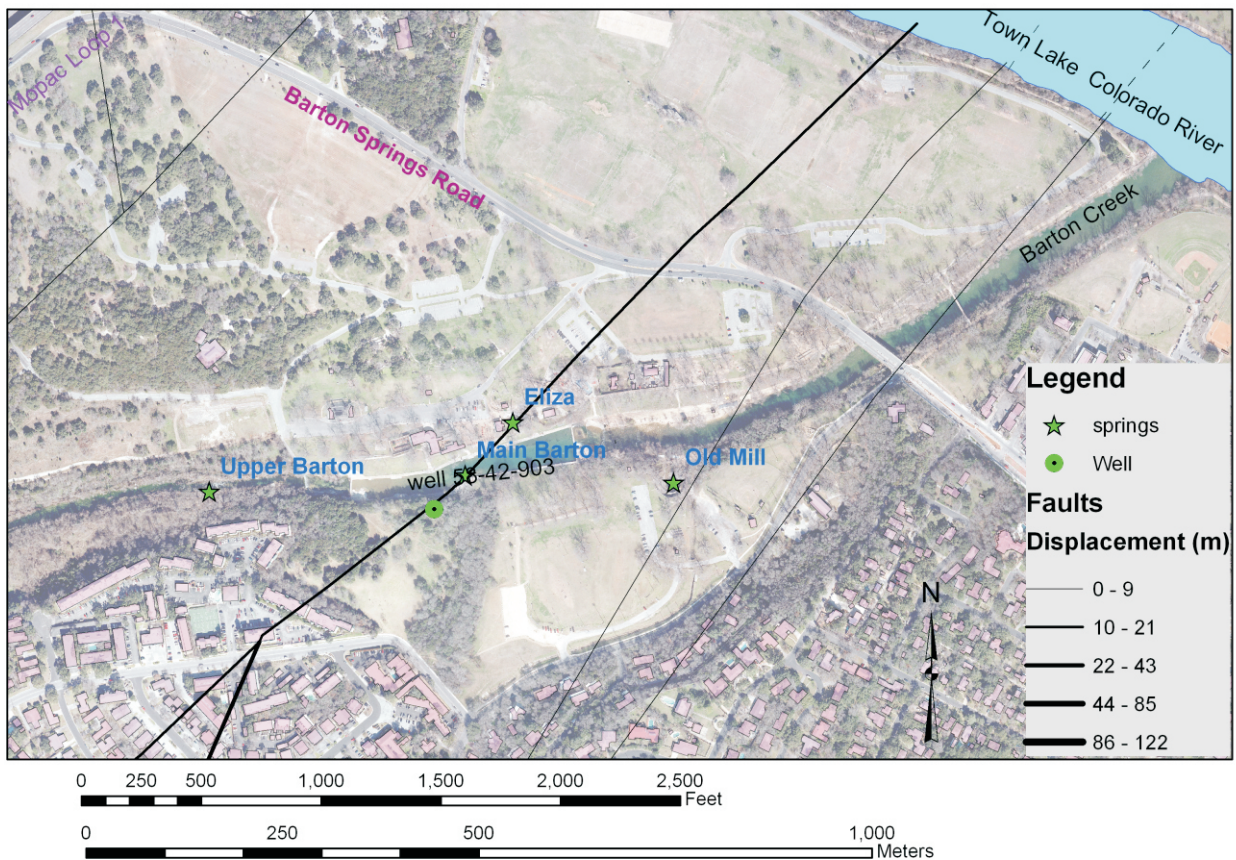 Mopac Loop 1
Barton Springs Road
Town Lake Colorado River
Barton Creek
Eliza
Main Barton
Upper Barton
Old Mill
well 58-42-903
N
Legend
springs
Well
Faults
Displacement (m)
0 - 9
10 - 21
22 - 43
44 - 85
86 - 122
0 250 500 1,000 1,500 2,000 2,500
Feet
0 250 500 1,000
Meters